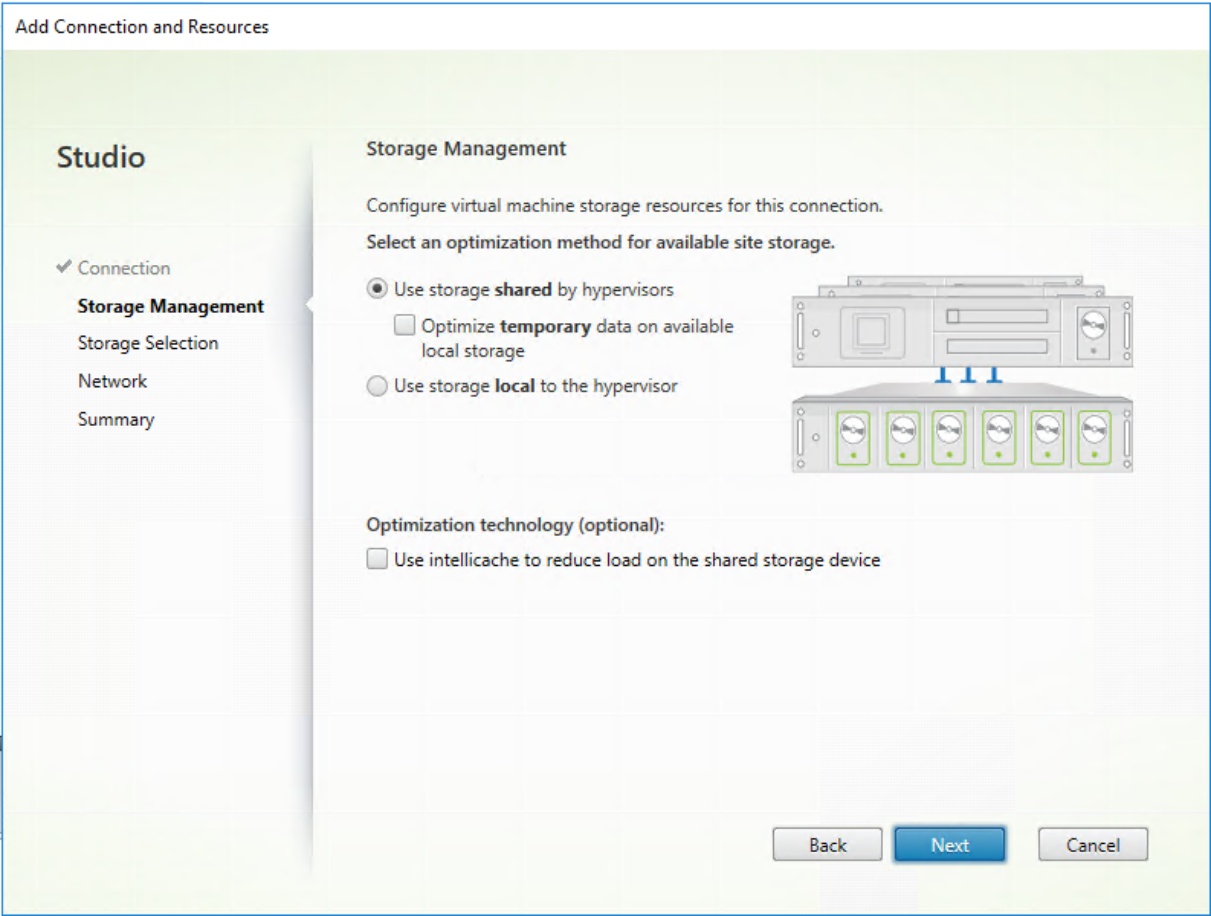 Add Connection and Resources
Studio
Connection
Storage Management
Storage Selection
Network
Summary
Storage Management
Configure virtual machine storage resources for this connection.
Select an optimization method for available site storage.
Use storage shared by hypervisors
Optimize temporary data on available
local storage
Use storage local to the hypervisor
Optimization technology (optional):
Use intellicache to reduce load on the shared storage device
Back
Next
Cancel